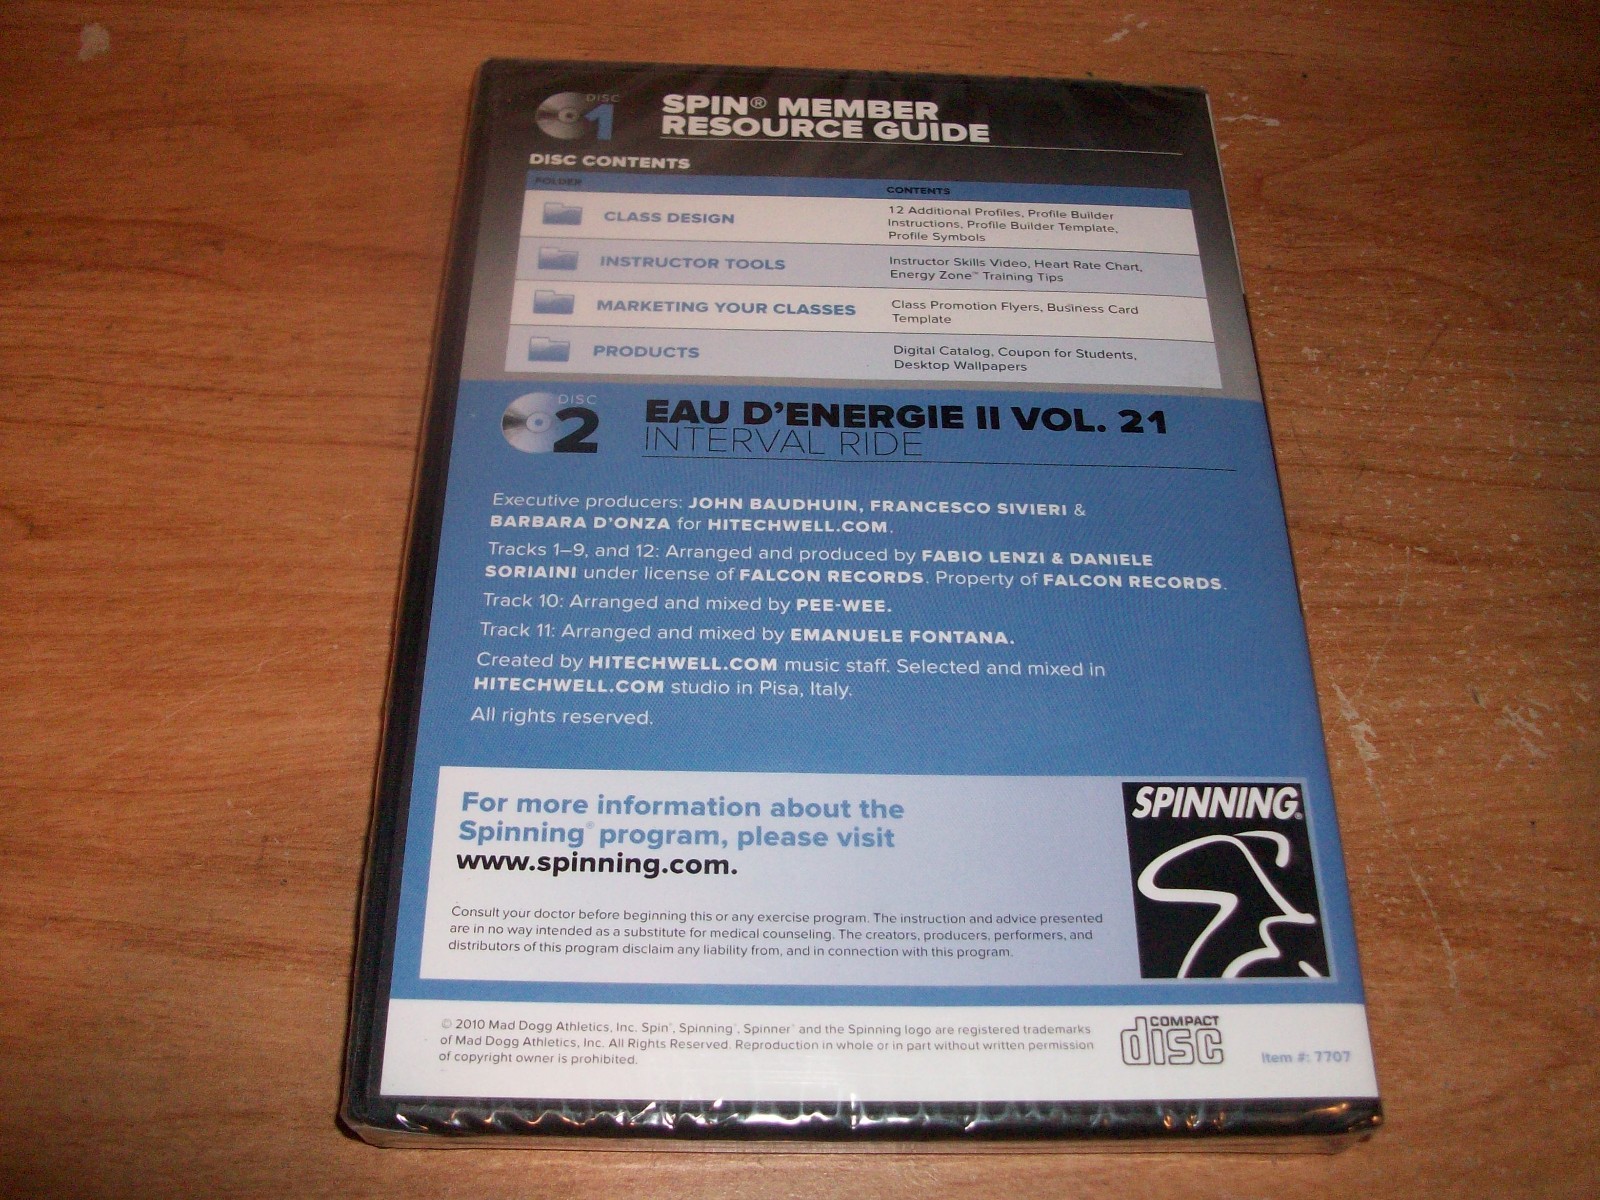 DISC
1
SPIN® MEMBER
RESOURCE GUIDE
DISC CONTENTS
FOLDER CONTENTS
CLASS DESIGN
12 Additional Profiles, Profile Builder
Instructions, Profile Builder Template,
Profile Symbols
INSTRUCTOR TOOLS
Instructor Skills Video, Heart Rate Chart,
Energy Zone™ Training Tips
MARKETING YOUR CLASSES
Class Promotion Flyers, Business Card
Template
PRODUCTS
Digital Catalog, Coupon for Students,
Desktop Wallpapers
DISC
2
EAU D'ENERGIE II VOL. 21
INTERVAL RIDE
Executive producers: JOHN BAUDHUIN, FRANCESCO SIVIERI &
BARBARA D'ONZA for HITECHWELL.COM.
Tracks 1–9, and 12: Arranged and produced by FABIO LENZI & DANIELE
SORIAINI under license of FALCON RECORDS. Property of FALCON RECORDS.
Track 10: Arranged and mixed by PEE-WEE.
Track 11: Arranged and mixed by EMANUELE FONTANA.
Created by HITECHWELL.COM music staff. Selected and mixed in
HITECHWELL.COM studio in Pisa, Italy.
All rights reserved.
For more information about the
Spinning® program, please visit
www.spinning.com.
SPINNING®
Consult your doctor before beginning this or any exercise program. The instruction and advice presented
are in no way intended as a substitute for medical counseling. The creators, producers, performers, and
distributors of this program disclaim any liability from, and in connection with this program.
© 2010 Mad Dogg Athletics, Inc. Spin®, Spinning®, Spinner® and the Spinning logo are registered trademarks
of Mad Dogg Athletics, Inc. All Rights Reserved. Reproduction in whole or in part without written permission
of copyright owner is prohibited.
COMPACT
disc
Item #: 7707